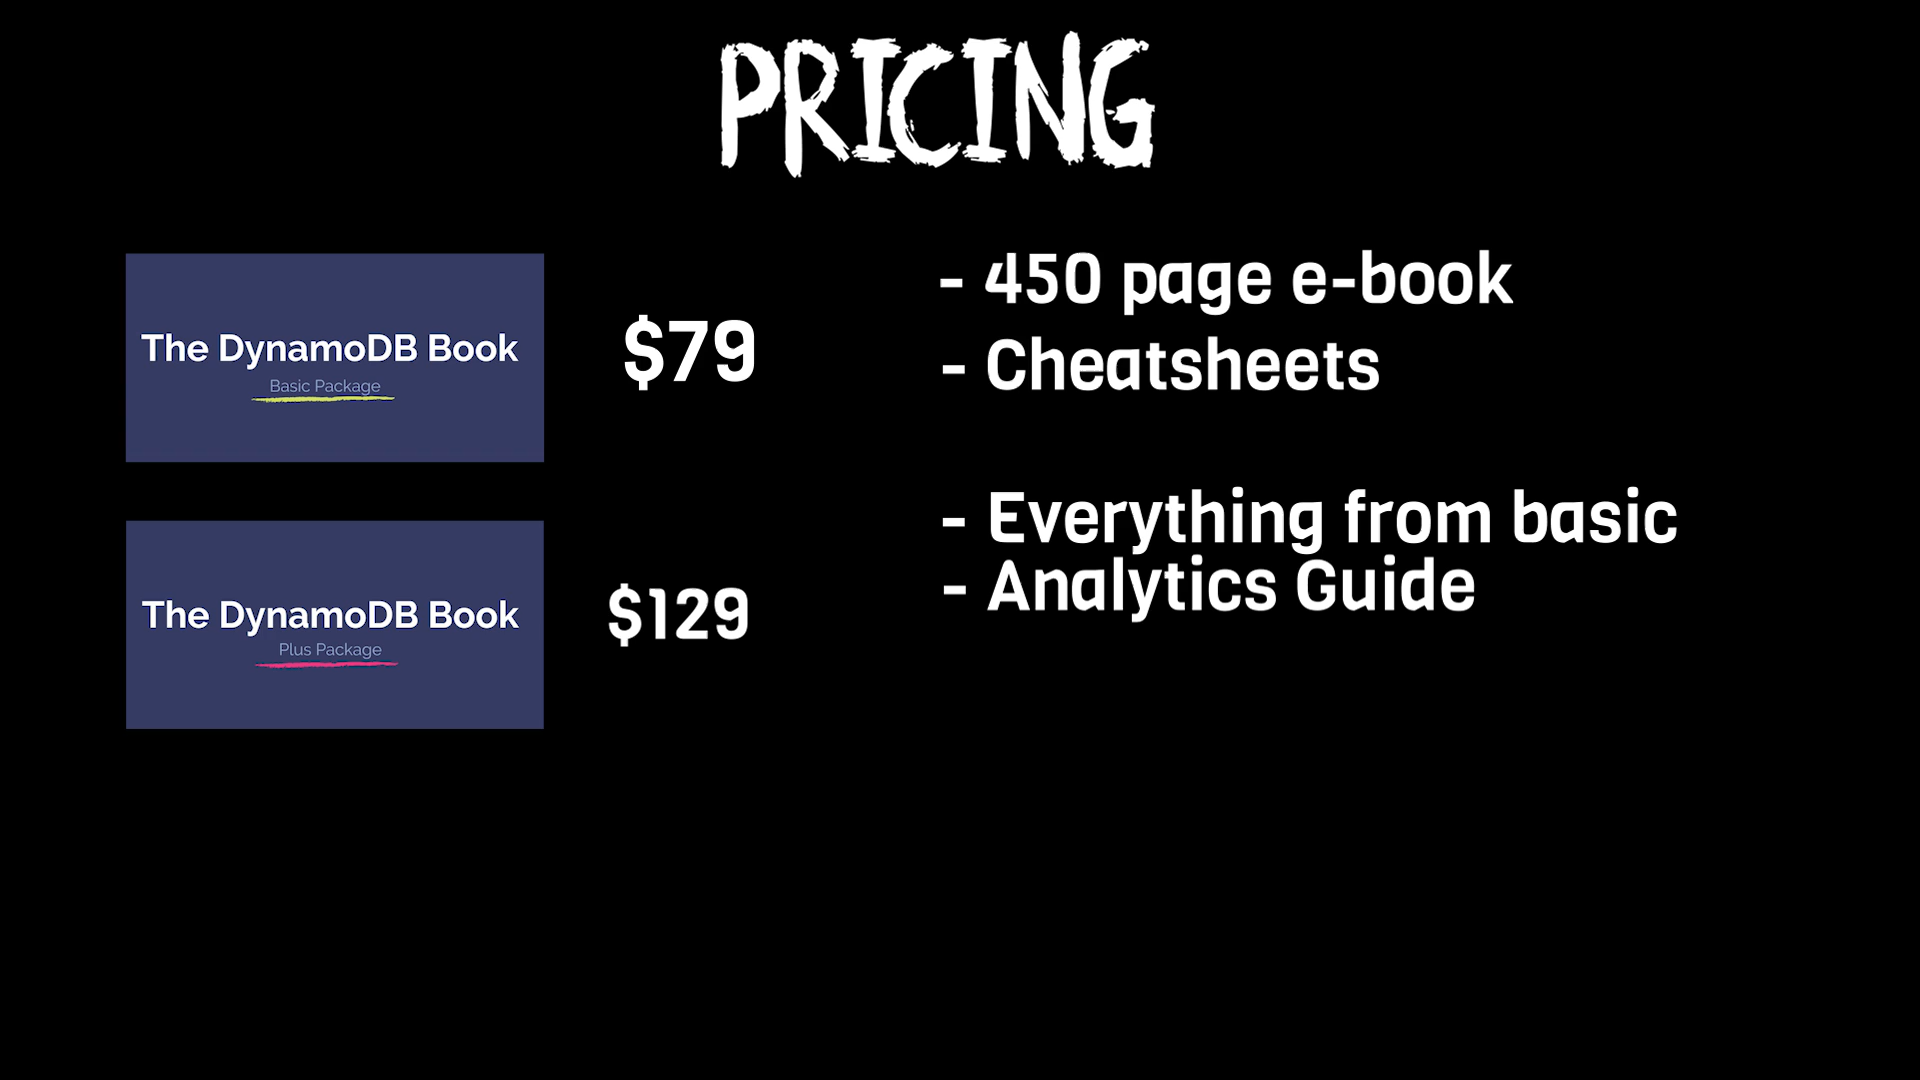 PRICING
The DynamoDB Book
Basic Package
$79
- 450 page e-book
- Cheatsheets
The DynamoDB Book
Plus Package
$129
- Everything from basic
- Analytics Guide